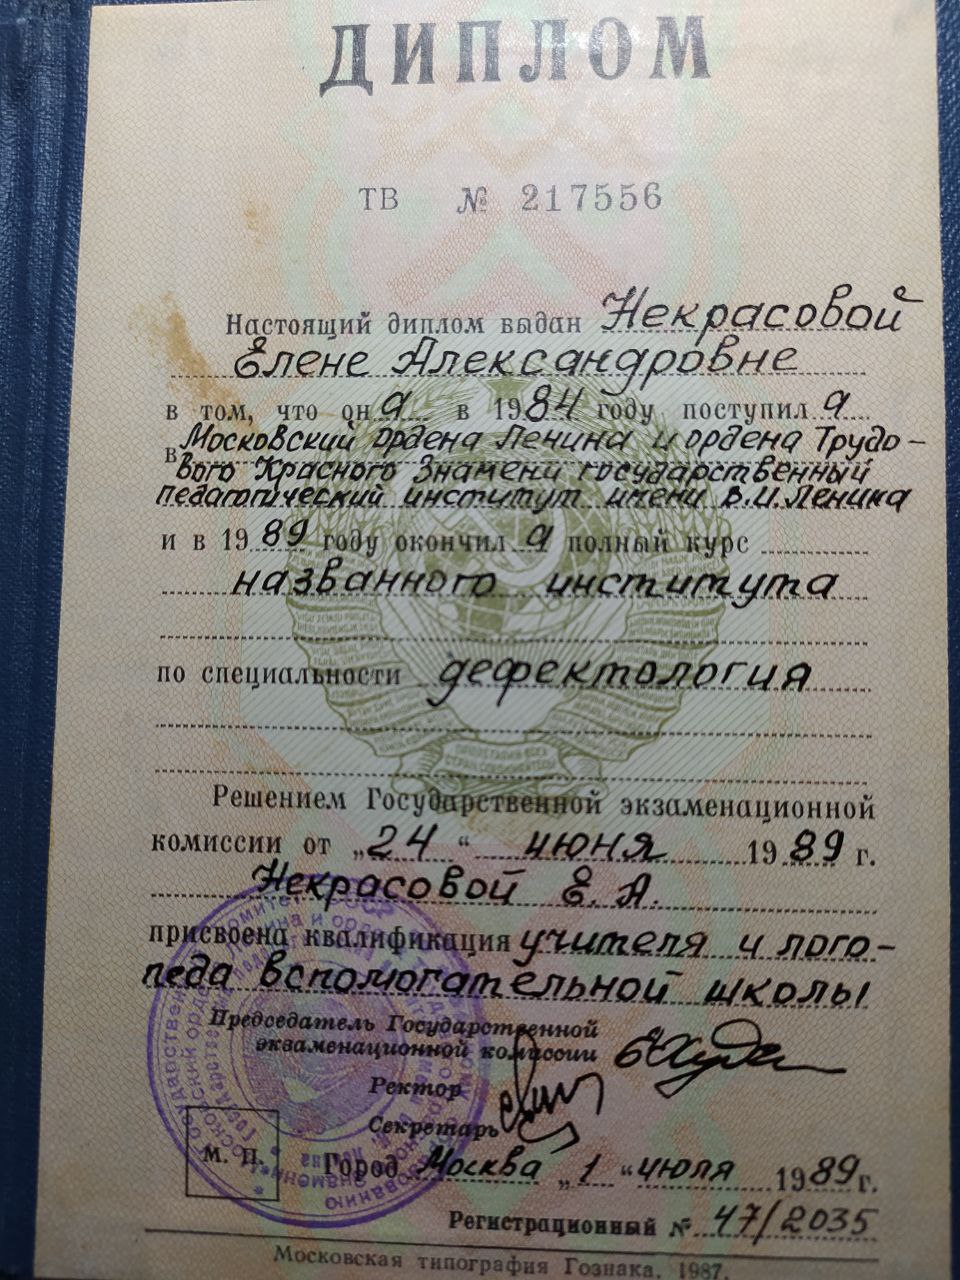 ДИПЛОМ
ТВ № 217556
Настоящий диплом выдан Некрасовой
Елене Александровне
в том, что она в 1984 году поступила
в Московский ордена Ленина и ордена Трудо-
вого Красного Знамени государственный
педагогический институт имени В.И.Ленина
и в 1989 году окончила полный курс
названного института
по специальности дефектология
Решением Государственной экзаменационной
комиссии от „24“ июня 1989 г.
Некрасовой Е. А.
присвоена квалификация учителя и лого-
педа вспомогательной школы
Председатель Государственной
экзаменационной комиссии
Ректор
Секретарь
М. П.
Город Москва „1“ июля 1989 г.
Регистрационный № 47/2035
Московская типография Гознака. 1987.